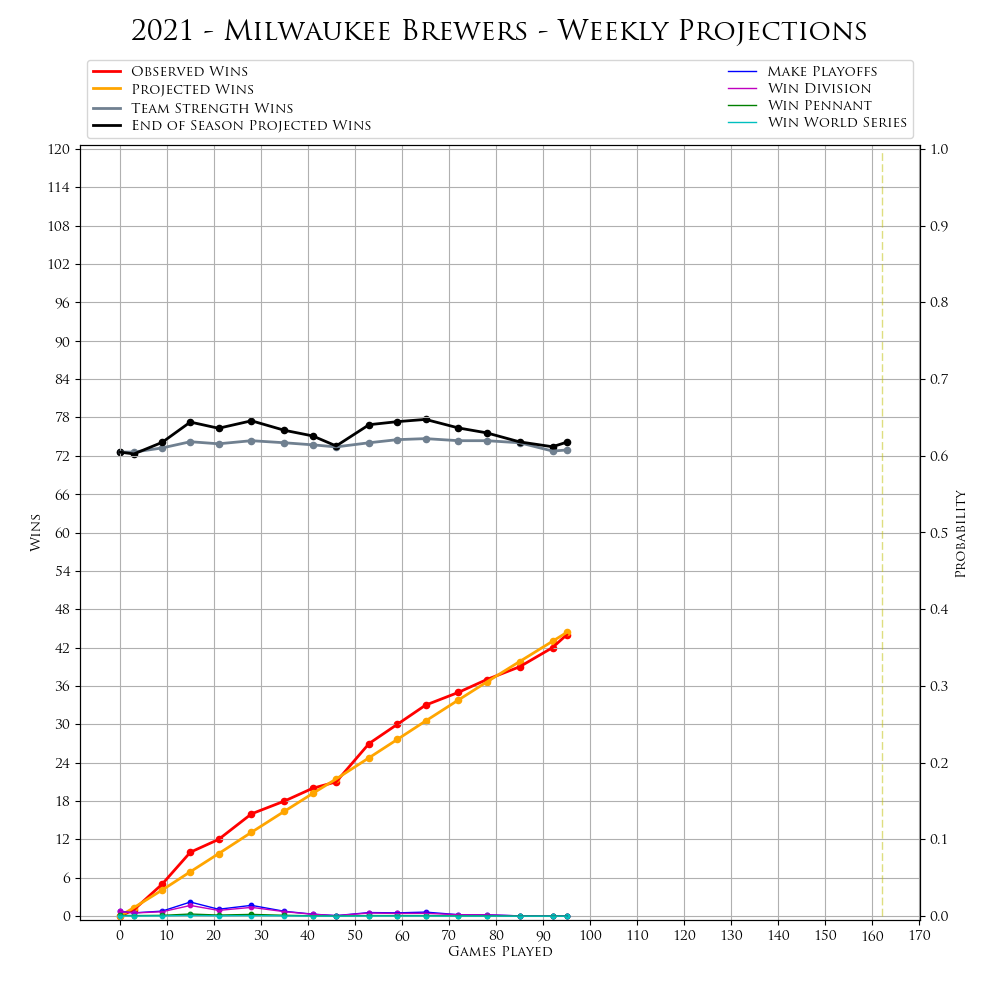 2021 - Milwaukee Brewers - Weekly Projections
Observed Wins
Projected Wins
Team Strength Wins
End of Season Projected Wins
Make Playoffs
Win Division
Win Pennant
Win World Series
120
114
108
102
96
90
84
78
72
66
60
54
48
42
36
30
24
18
12
6
0
Wins
1.0
0.9
0.8
0.7
0.6
0.5
0.4
0.3
0.2
0.1
0.0
Probability
0 10 20 30 40 50 60 70 80 90 100 110 120 130 140 150 160 170
Games Played